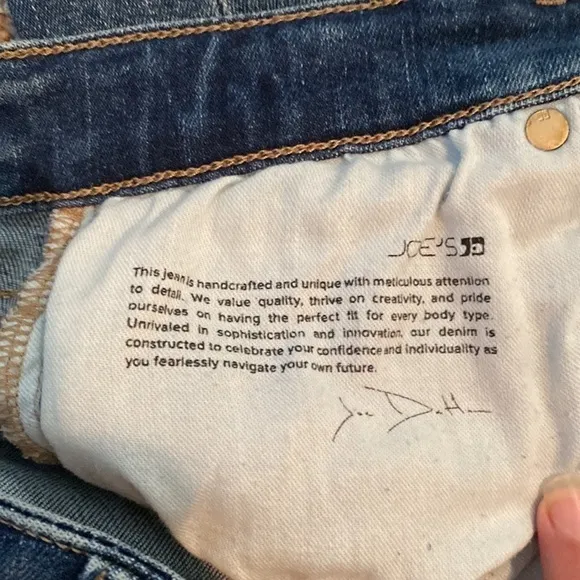 JOE'S
This jean is handcrafted and unique with meticulous attention
to detail. We value quality, thrive on creativity, and pride
ourselves on having the perfect fit for every body type.
Unrivaled in sophistication and innovation, our denim is
constructed to celebrate your confidence and individuality as
you fearlessly navigate your own future.
Joe Dahan